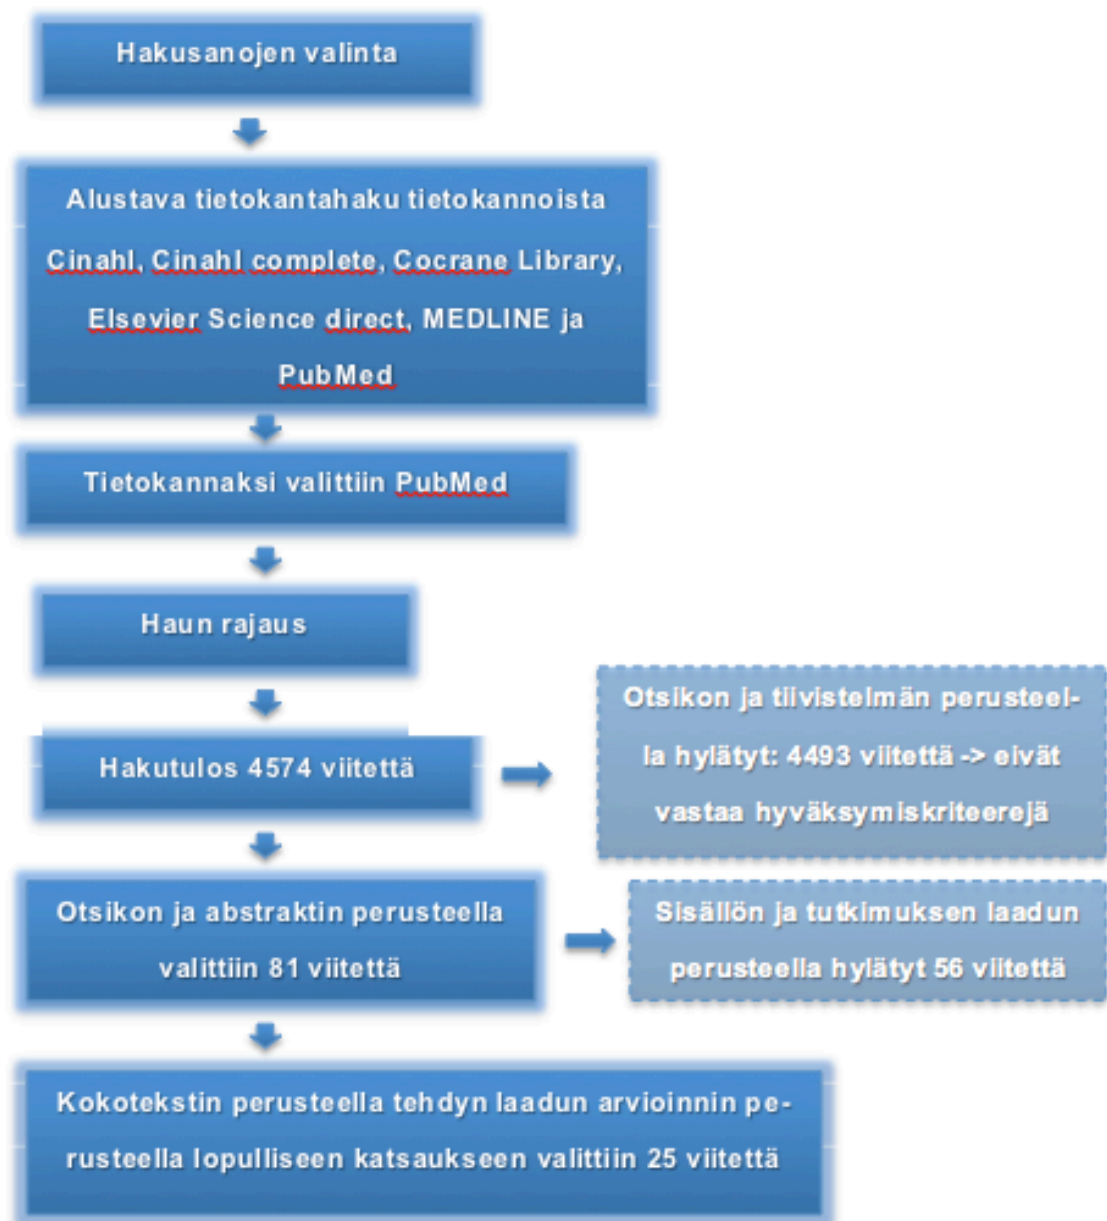 Hakusanojen valinta
Alustava tietokantahaku tietokannoista
Cinahl, Cinahl complete, Cocrane Library,
Elsevier Science direct, MEDLINE ja
PubMed
Tietokannaksi valittiin PubMed
Haun rajaus
Hakutulos 4574 viitettä
Otsikon ja tiivistelmän perusteel-
la hylätyt: 4493 viitettä -> eivät
vastaa hyväksymiskriteerejä
Otsikon ja abstraktin perusteella
valittiin 81 viitettä
Sisällön ja tutkimuksen laadun
perusteella hylätyt 56 viitettä
Kokotekstin perusteella tehdyn laadun arvioinnin pe-
rusteella lopulliseen katsaukseen valittiin 25 viitettä